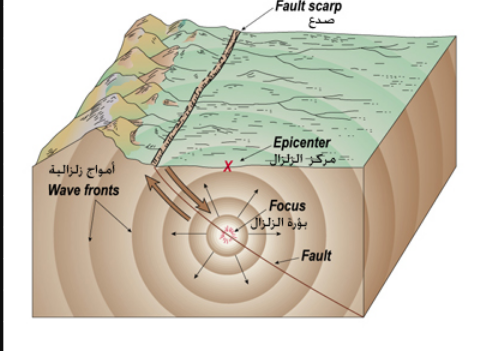 Fault scarp
صدع
Epicenter
مركز الزلزال
أمواج زلزالية
Wave fronts
Focus
بؤرة الزلزال
Fault